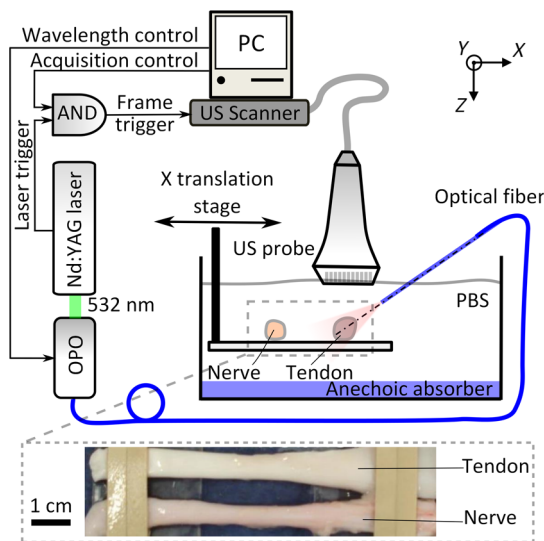 Wavelength control
Acquisition control
PC
Y
X
Z
AND
Frame
trigger
US Scanner
Laser trigger
X translation
stage
Optical fiber
Nd:YAG laser
US probe
532 nm
PBS
OPO
Nerve
Tendon
Anechoic absorber
Tendon
1 cm
Nerve